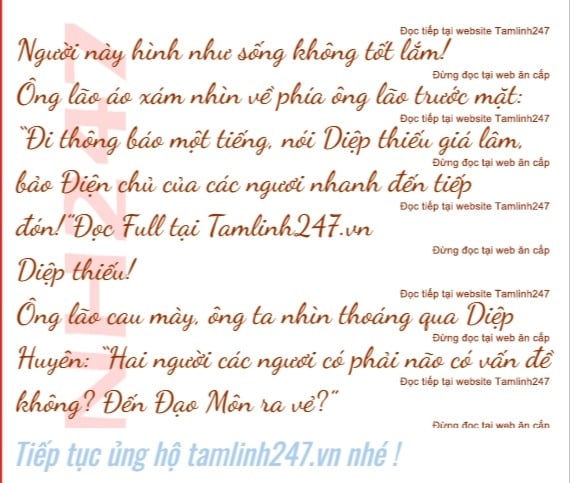 Đọc tiếp tại website Tamlinh247
Người này hình như sống không tốt lắm!
Đừng đọc tại web ăn cắp
Ông lão áo xám nhìn về phía ông lão trước mặt:
Đọc tiếp tại website Tamlinh247
"Đi thông báo một tiếng, nói Diệp thiếu giá lâm,
Đừng đọc tại web ăn cắp
bảo Điện chủ của các ngươi nhanh đến tiếp
Đọc tiếp tại website Tamlinh247
đón!"Đọc Full tại Tamlinh247.vn
Đừng đọc tại web ăn cắp
Diệp thiếu!
Đọc tiếp tại website Tamlinh247
Ông lão cau mày, ông ta nhìn thoáng qua Diệp
Đừng đọc tại web ăn cắp
Huyên: "Hai người các ngươi có phải não có vấn đề
Đọc tiếp tại website Tamlinh247
không? Đến Đạo Môn ra vẻ?"
Đừng đọc tại web ăn cắp
NH247
Tiếp tục ủng hộ tamlinh247.vn nhé !